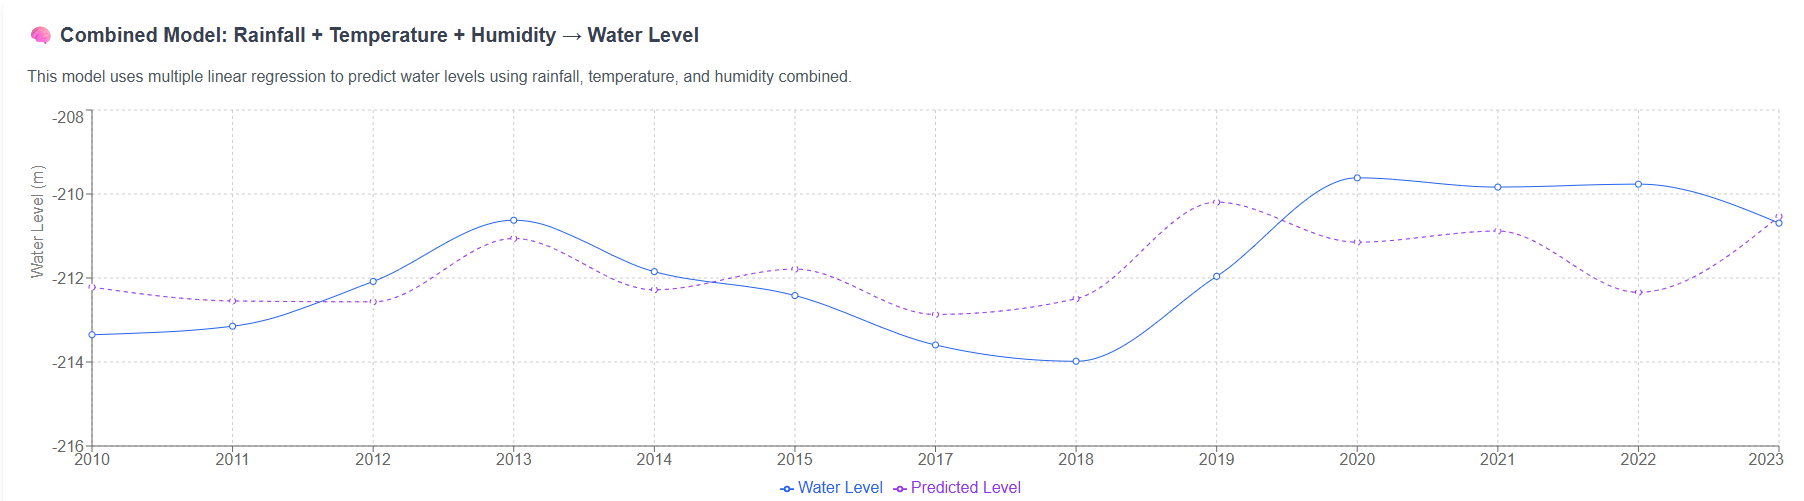 🧠 Combined Model: Rainfall + Temperature + Humidity → Water Level
This model uses multiple linear regression to predict water levels using rainfall, temperature, and humidity combined.
Water Level (m)
-208
-210
-212
-214
-216
2010 2011 2012 2013 2014 2015 2017 2018 2019 2020 2021 2022 2023
Water Level Predicted Level